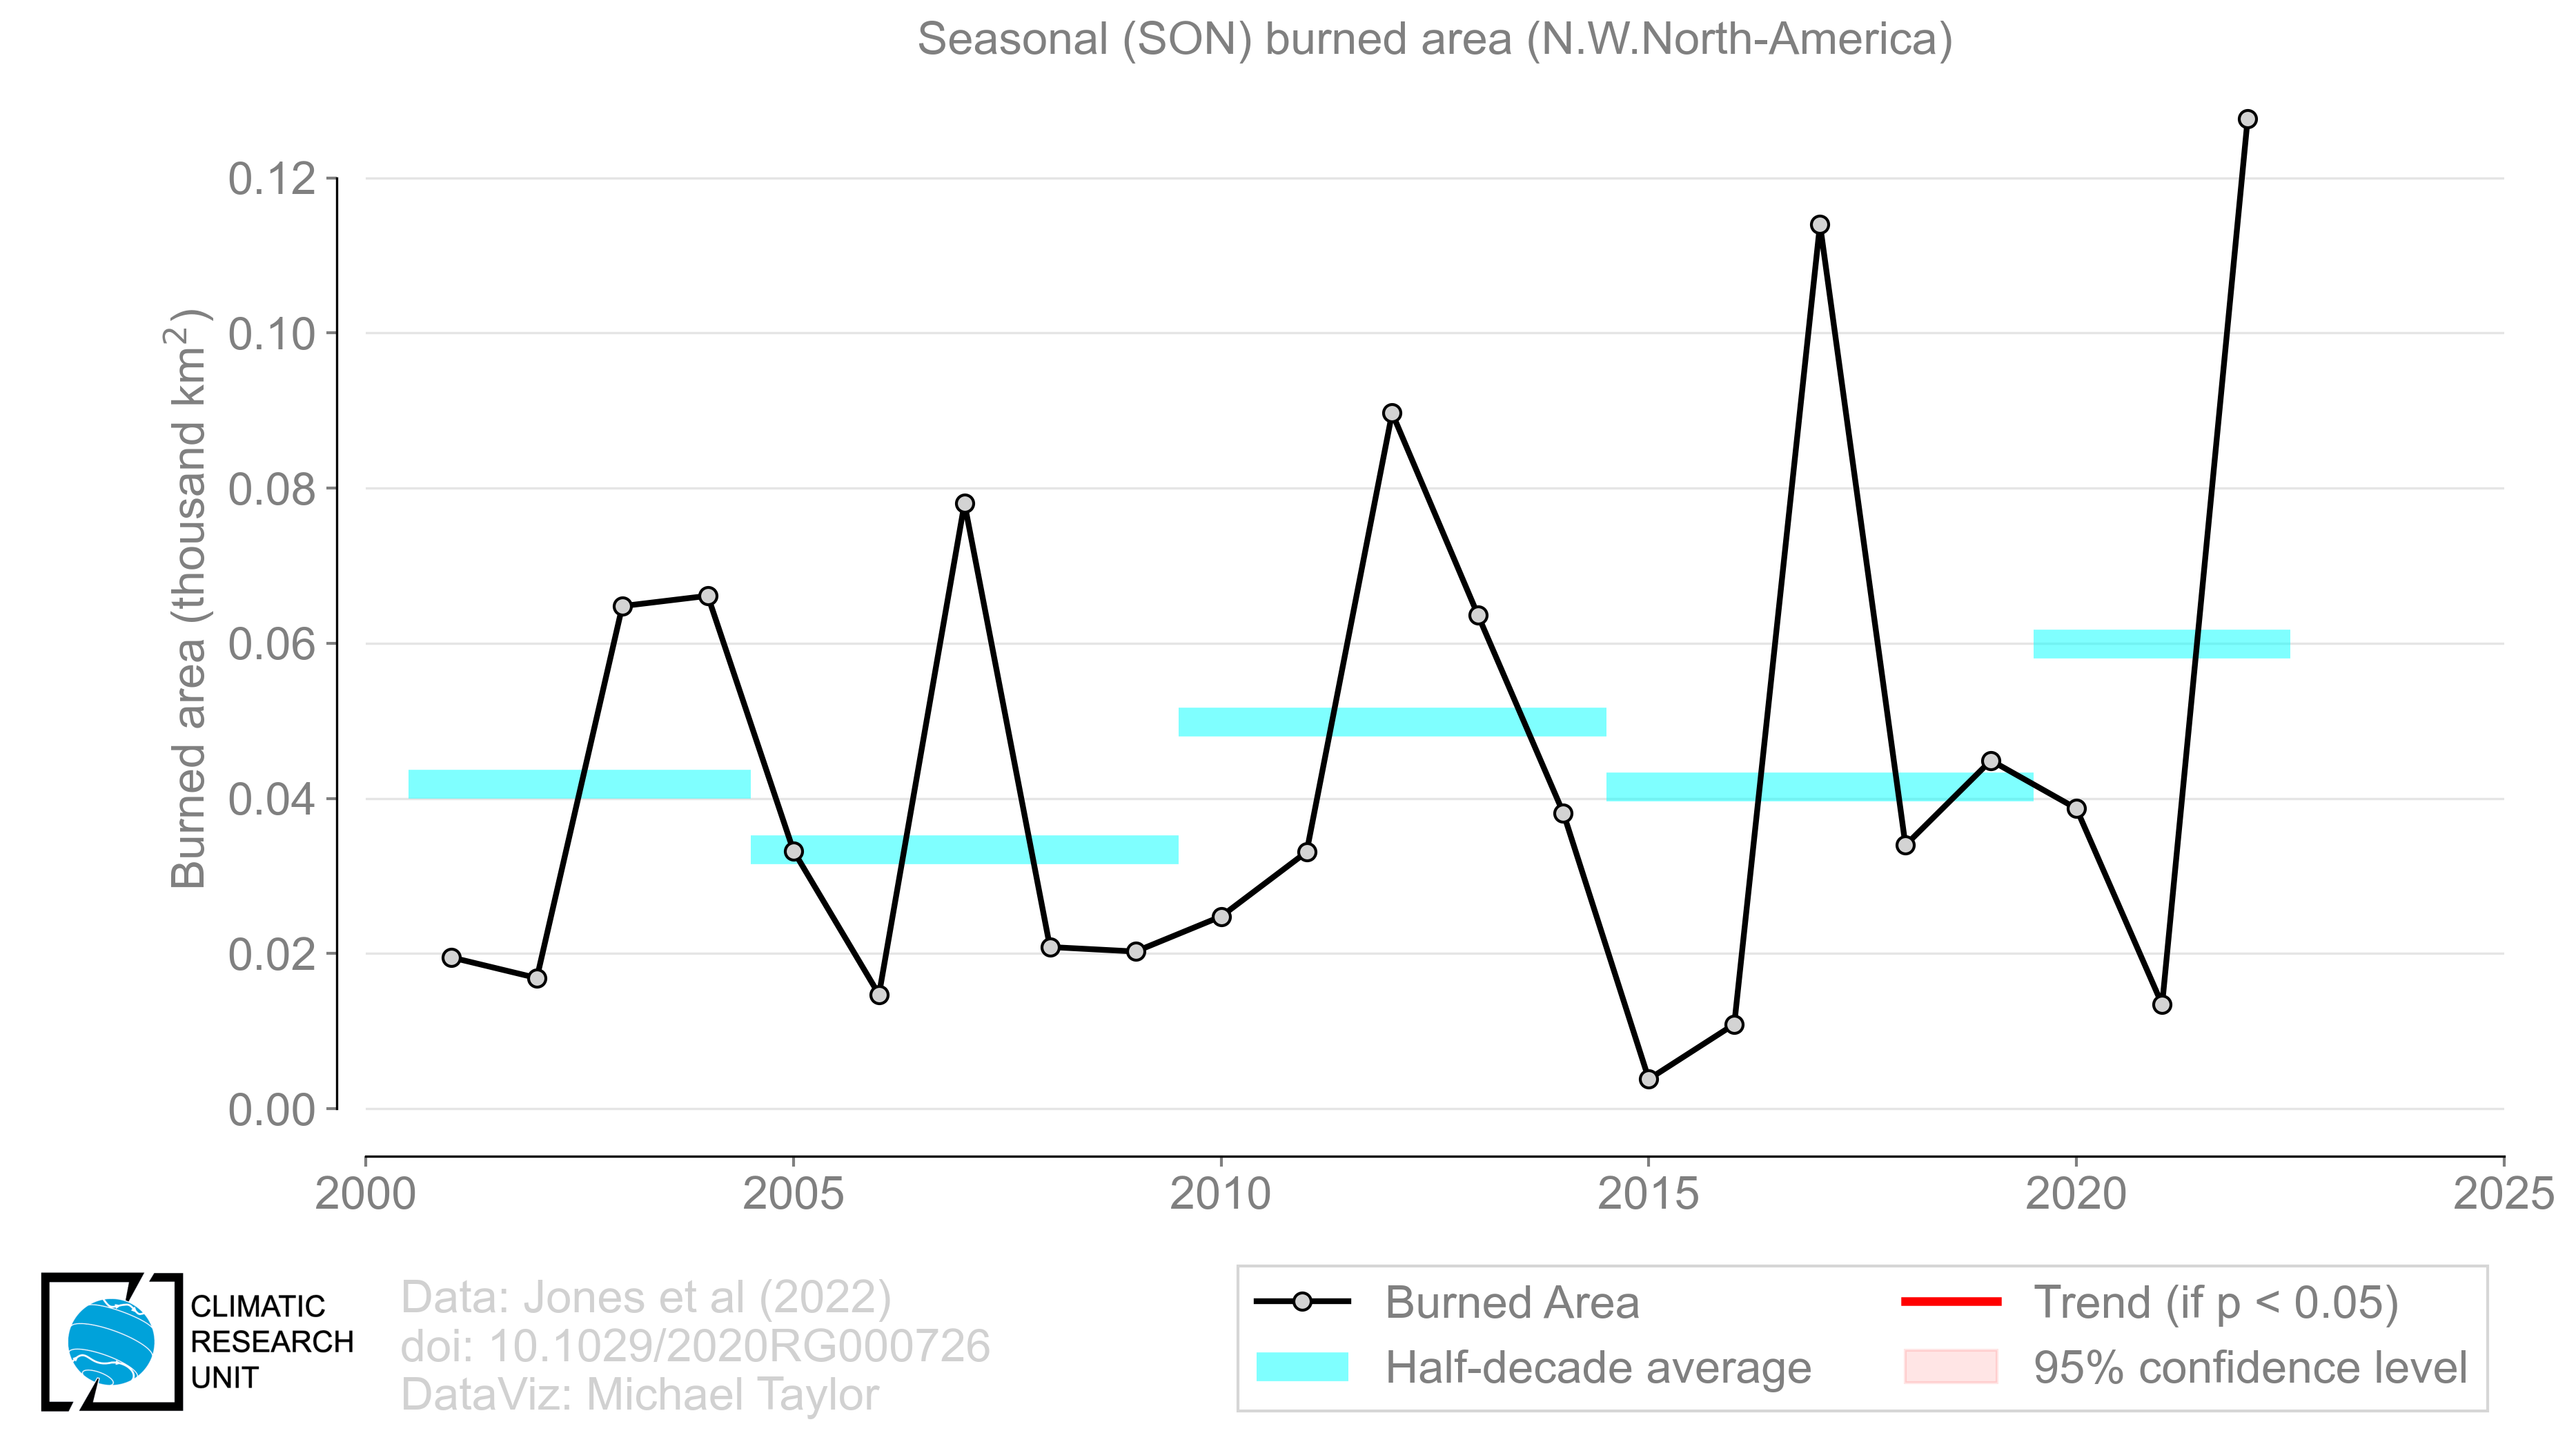 Seasonal (SON) burned area (N.W.North-America)
Burned area (thousand km²)
0.12
0.10
0.08
0.06
0.04
0.02
0.00
2000
2005
2010
2015
2020
2025
CLIMATIC
RESEARCH
UNIT
Data: Jones et al (2022)
doi: 10.1029/2020RG000726
DataViz: Michael Taylor
Burned Area
Half-decade average
Trend (if p < 0.05)
95% confidence level